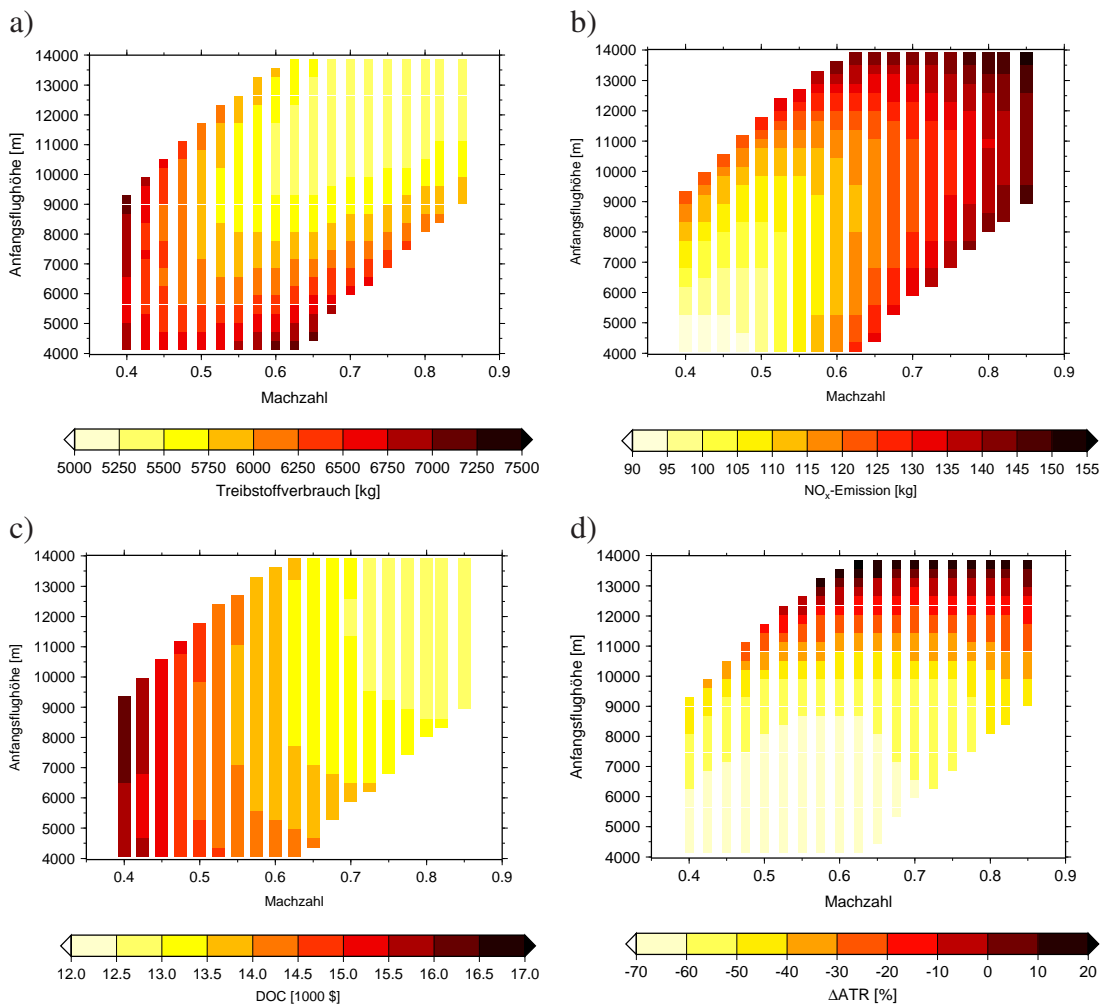 a)
14000
13000
12000
11000
10000
9000
8000
7000
6000
5000
4000
Anfangsflughöhe [m]
0.4 0.5 0.6 0.7 0.8 0.9
Machzahl
5000 5250 5500 5750 6000 6250 6500 6750 7000 7250 7500
Treibstoffverbrauch [kg]
b)
14000
13000
12000
11000
10000
9000
8000
7000
6000
5000
4000
Anfangsflughöhe [m]
0.4 0.5 0.6 0.7 0.8 0.9
Machzahl
90 95 100 105 110 115 120 125 130 135 140 145 150 155
NOx-Emission [kg]
c)
14000
13000
12000
11000
10000
9000
8000
7000
6000
5000
4000
Anfangsflughöhe [m]
0.4 0.5 0.6 0.7 0.8 0.9
Machzahl
12.0 12.5 13.0 13.5 14.0 14.5 15.0 15.5 16.0 16.5 17.0
DOC [1000 $]
d)
14000
13000
12000
11000
10000
9000
8000
7000
6000
5000
4000
Anfangsflughöhe [m]
0.4 0.5 0.6 0.7 0.8 0.9
Machzahl
-70 -60 -50 -40 -30 -20 -10 0 10 20
ΔATR [%]